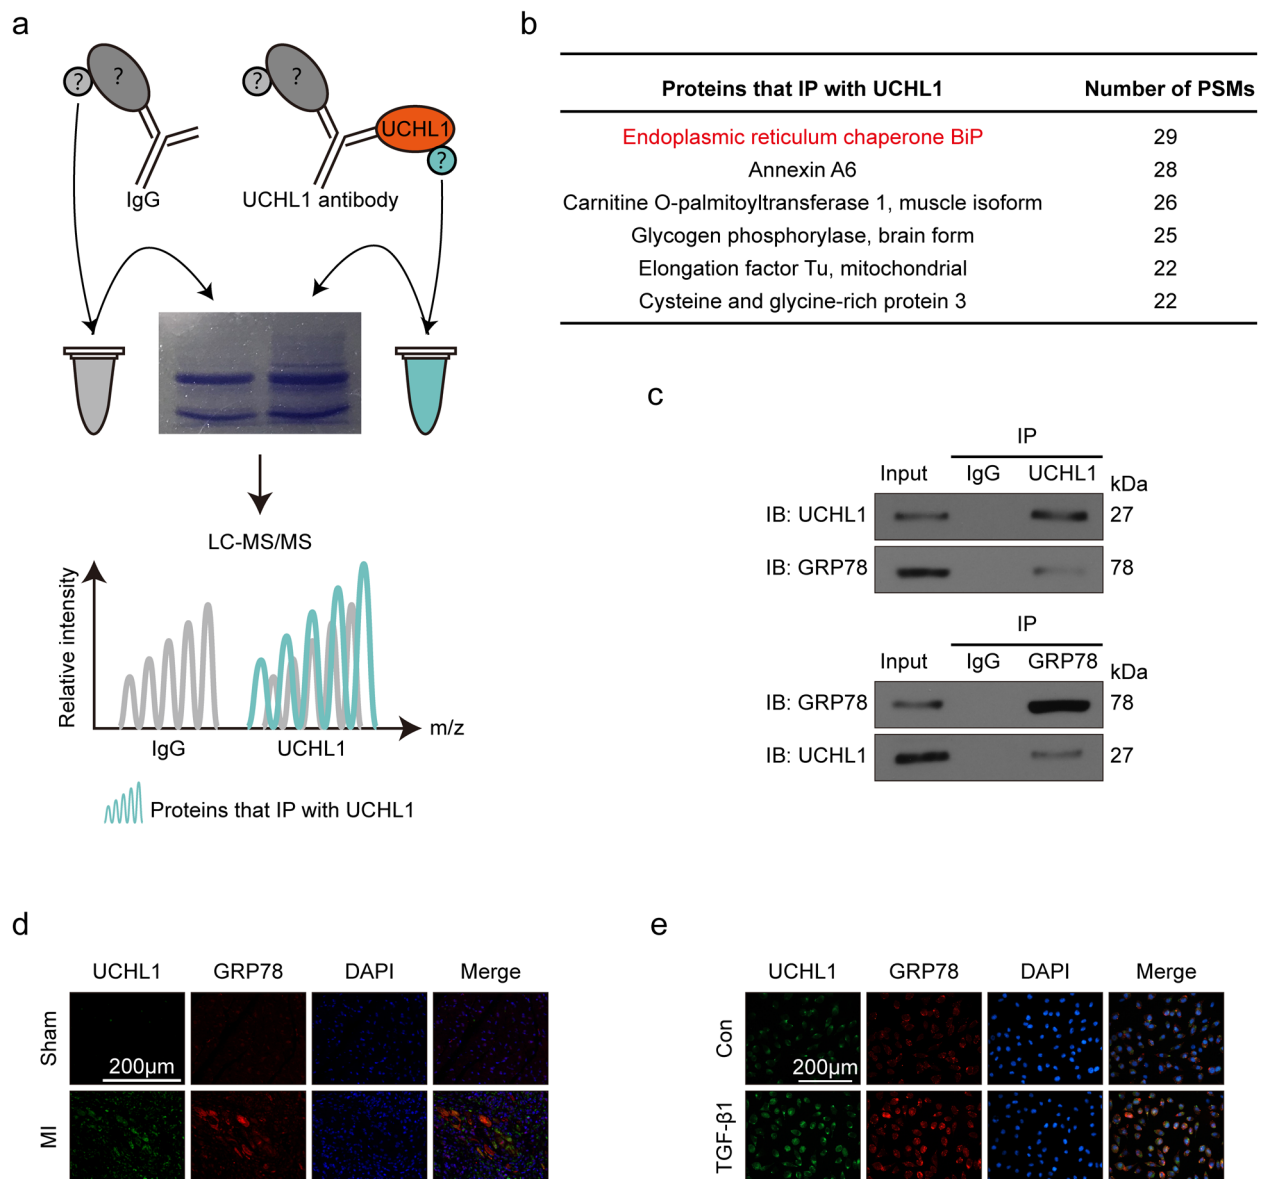 a
? ?
? ?
UCHL1
?
IgG
UCHL1 antibody
LC-MS/MS
Relative intensity
m/z
IgG
UCHL1
Proteins that IP with UCHL1
b
Proteins that IP with UCHL1 Number of PSMs
Endoplasmic reticulum chaperone BiP 29
Annexin A6 28
Carnitine O-palmitoyltransferase 1, muscle isoform 26
Glycogen phosphorylase, brain form 25
Elongation factor Tu, mitochondrial 22
Cysteine and glycine-rich protein 3 22
c
IP
Input IgG UCHL1 kDa
IB: UCHL1 27
IB: GRP78 78
IP
Input IgG GRP78 kDa
IB: GRP78 78
IB: UCHL1 27
d
UCHL1 GRP78 DAPI Merge
Sham
200μm
MI
e
UCHL1 GRP78 DAPI Merge
Con
200μm
TGF-β1